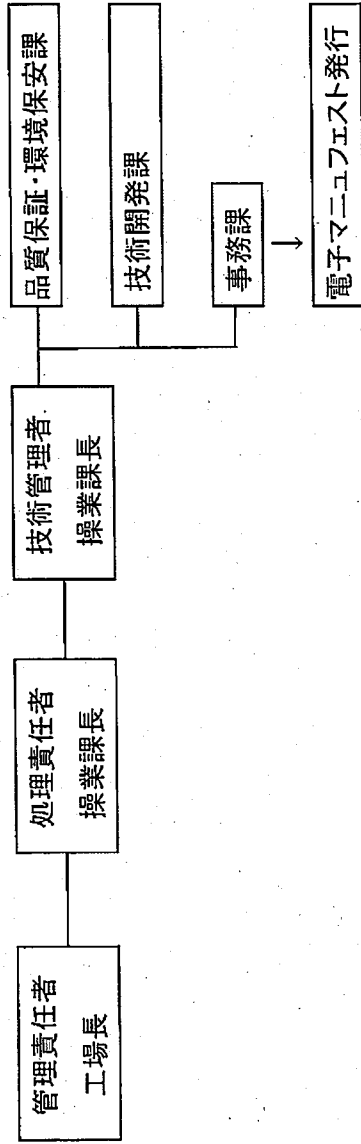 管理責任者
工場長
処理責任者
操業課長
技術管理者
操業課長
品質保証・環境保安課
技術開発課
事務課
↓
電子マニュフェスト発行